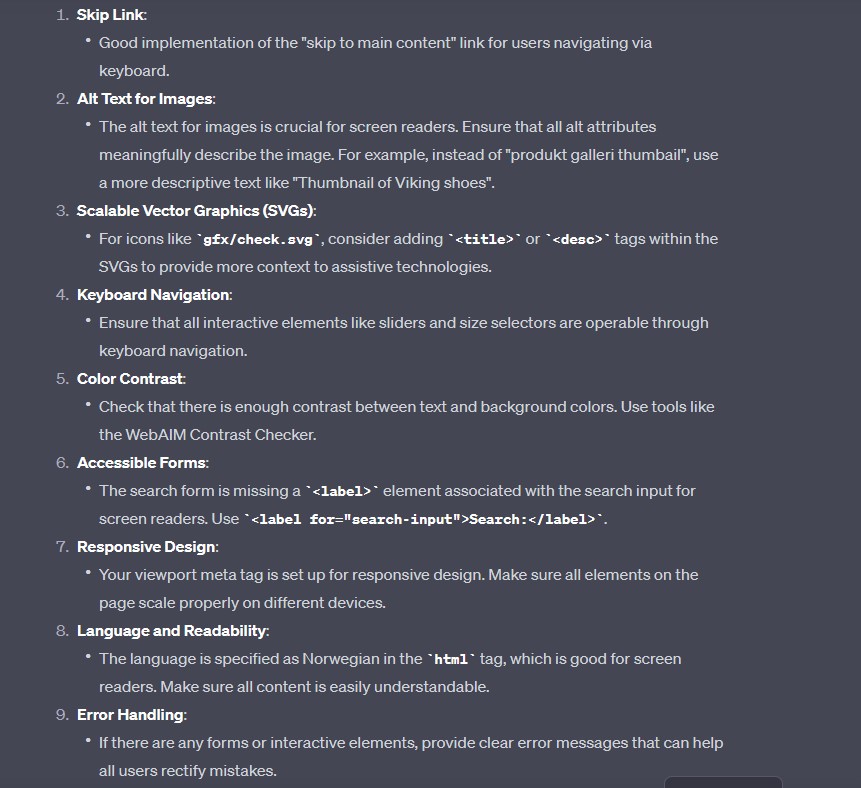 1. Skip Link:
• Good implementation of the "skip to main content" link for users navigating via
keyboard.
2. Alt Text for Images:
• The alt text for images is crucial for screen readers. Ensure that all alt attributes
meaningfully describe the image. For example, instead of "produkt galleri thumbail", use
a more descriptive text like "Thumbnail of Viking shoes".
3. Scalable Vector Graphics (SVGs):
• For icons like `gfx/check.svg`, consider adding `<title>` or `<desc>` tags within the
SVGs to provide more context to assistive technologies.
4. Keyboard Navigation:
• Ensure that all interactive elements like sliders and size selectors are operable through
keyboard navigation.
5. Color Contrast:
• Check that there is enough contrast between text and background colors. Use tools like
the WebAIM Contrast Checker.
6. Accessible Forms:
• The search form is missing a `<label>` element associated with the search input for
screen readers. Use `<label for="search-input">Search:</label>`.
7. Responsive Design:
• Your viewport meta tag is set up for responsive design. Make sure all elements on the
page scale properly on different devices.
8. Language and Readability:
• The language is specified as Norwegian in the `html` tag, which is good for screen
readers. Make sure all content is easily understandable.
9. Error Handling:
• If there are any forms or interactive elements, provide clear error messages that can help
all users rectify mistakes.